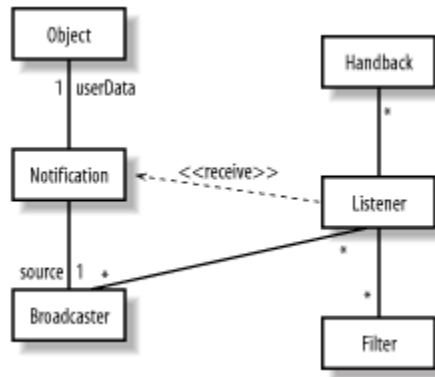 Object
Handback
1 userData
*
Notification
<<receive>>
Listener
source 1 *
*
*
Broadcaster
Filter